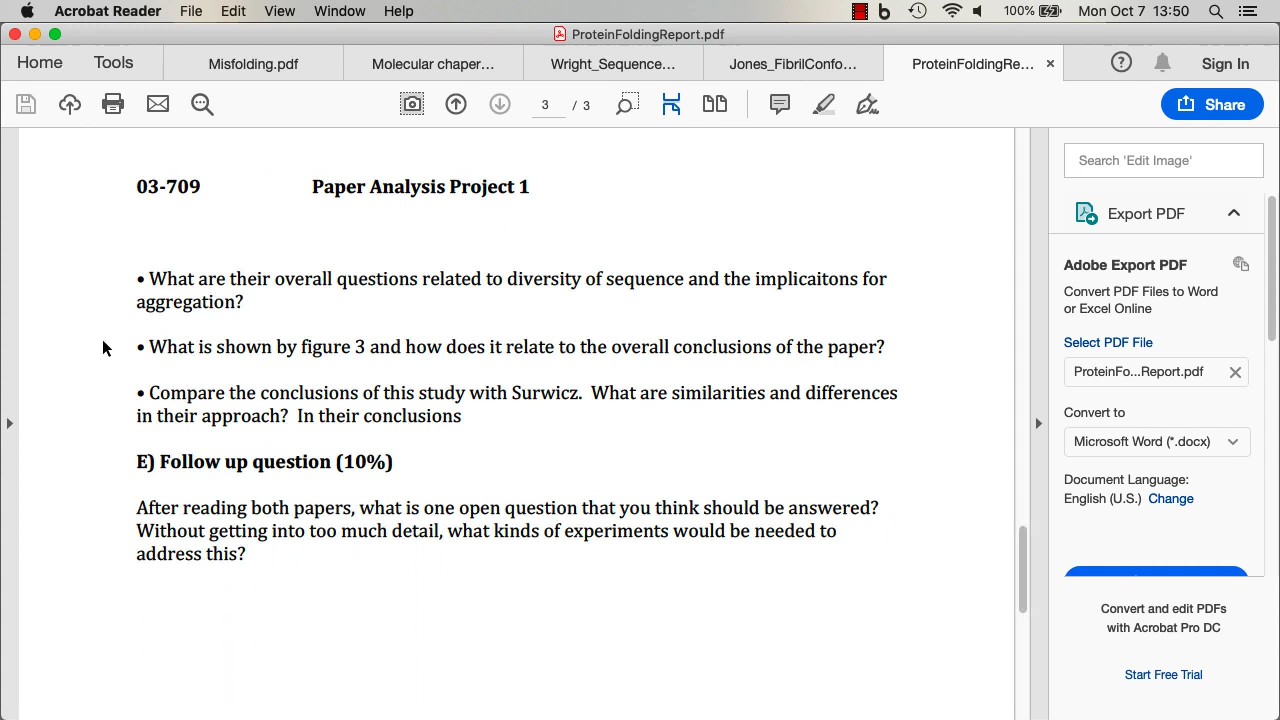 Acrobat Reader File Edit View Window Help 100% Mon Oct 7 13:50
ProteinFoldingReport.pdf
Home Tools Misfolding.pdf Molecular chaper... Wright_Sequence... Jones_FibrilConfo... ProteinFoldingRe... × Sign In
3 / 3 Share
Search 'Edit Image'
03-709 Paper Analysis Project 1
Export PDF
• What are their overall questions related to diversity of sequence and the implicaitons for
aggregation?
• What is shown by figure 3 and how does it relate to the overall conclusions of the paper?
• Compare the conclusions of this study with Surwicz. What are similarities and differences
in their approach? In their conclusions
E) Follow up question (10%)
After reading both papers, what is one open question that you think should be answered?
Without getting into too much detail, what kinds of experiments would be needed to
address this?
Adobe Export PDF
Convert PDF Files to Word
or Excel Online
Select PDF File
ProteinFo...Report.pdf
Convert to
Microsoft Word (*.docx)
Document Language:
English (U.S.) Change
Convert and edit PDFs
with Acrobat Pro DC
Start Free Trial